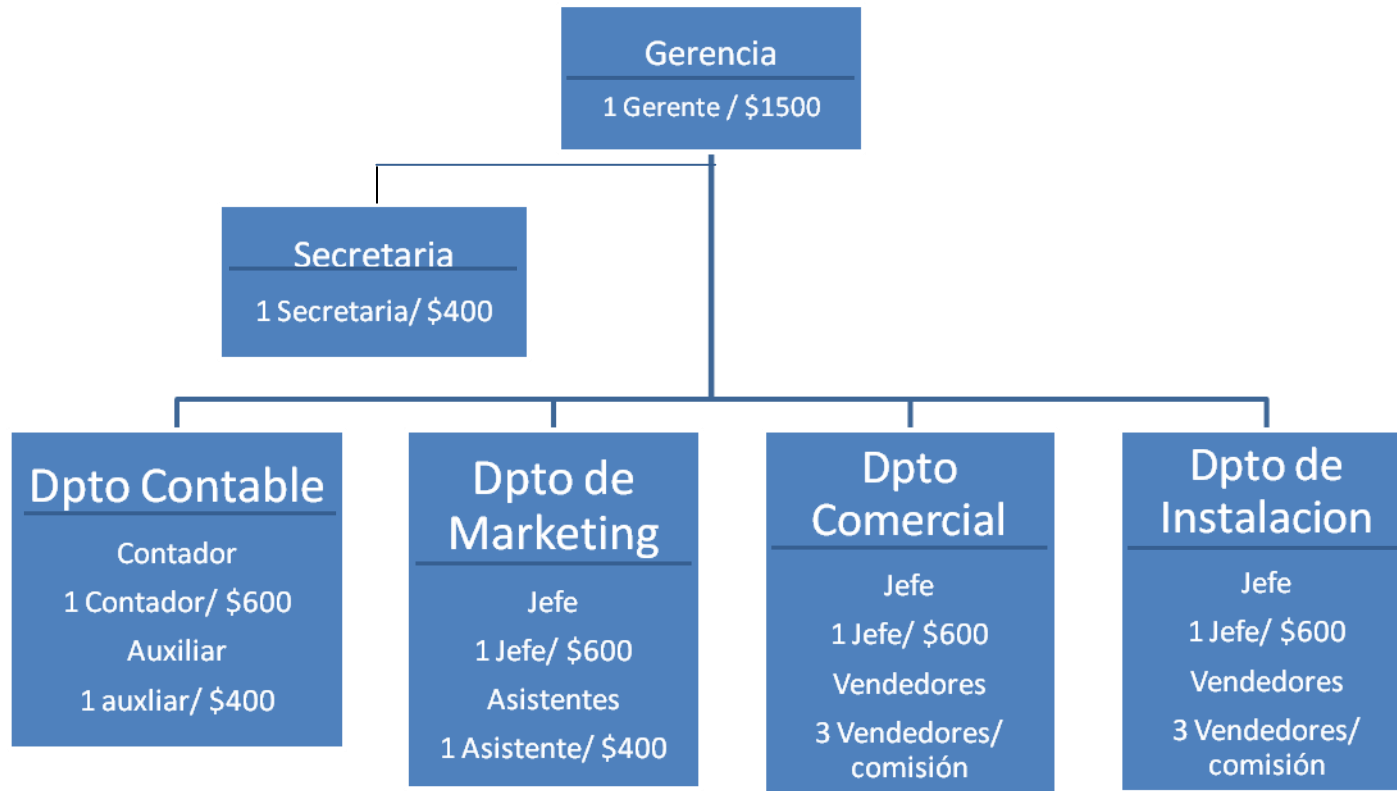 Gerencia
1 Gerente / $1500
Secretaria
1 Secretaria/ $400
Dpto Contable
Contador
1 Contador/ $600
Auxiliar
1 auxliar/ $400
Dpto de
Marketing
Jefe
1 Jefe/ $600
Asistentes
1 Asistente/ $400
Dpto
Comercial
Jefe
1 Jefe/ $600
Vendedores
3 Vendedores/
comisión
Dpto de
Instalacion
Jefe
1 Jefe/ $600
Vendedores
3 Vendedores/
comisión